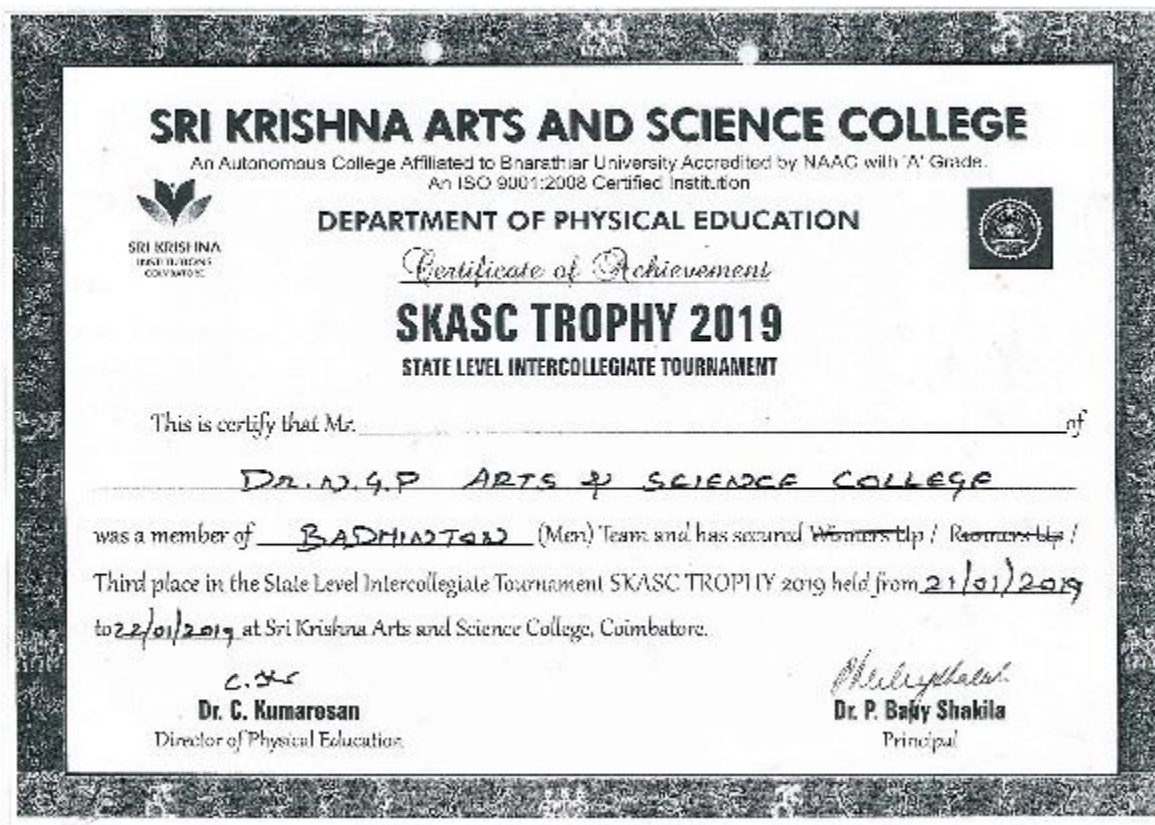 SRI KRISHNA ARTS AND SCIENCE COLLEGE
An Autonomous College Affiliated to Bharathiar University Accredited by NAAC with 'A' Grade.
An ISO 9001:2008 Certified Institution
SRI KRISHNA
INSTITUTIONS
COIMBATORE
DEPARTMENT OF PHYSICAL EDUCATION
Certificate of Achievement
SKASC TROPHY 2019
STATE LEVEL INTERCOLLEGIATE TOURNAMENT
This is certify that Mr. of
DR. N.G.P ARTS & SCIENCE COLLEGE
was a member of BADMINTON (Men) Team and has secured Winners Up / Runners Up /
Third place in the State Level Intercollegiate Tournament SKASC TROPHY 2019 held from 21/01/2019
to 22/01/2019 at Sri Krishna Arts and Science College, Coimbatore.
Dr. C. Kumaresan
Director of Physical Education
Dr. P. Baby Shakila
Principal